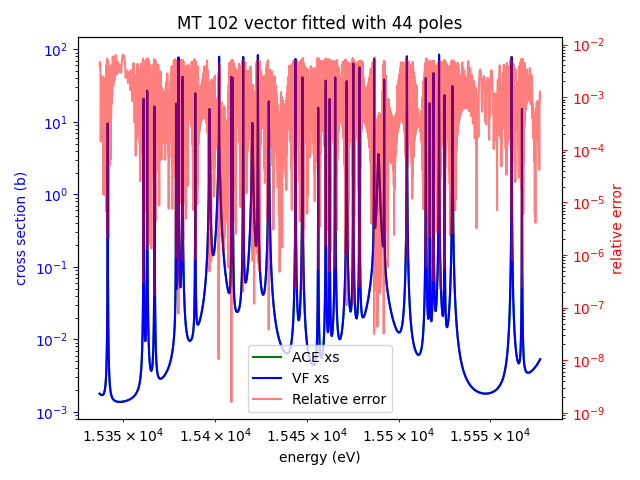 MT 102 vector fitted with 44 poles
cross section (b)
10²
10¹
10⁰
10⁻¹
10⁻²
10⁻³
10⁻²
10⁻³
10⁻⁴
10⁻⁵
10⁻⁶
10⁻⁷
10⁻⁸
10⁻⁹
relative error
ACE xs
VF xs
Relative error
1.535 × 10⁴ 1.54 × 10⁴ 1.545 × 10⁴ 1.55 × 10⁴ 1.555 × 10⁴
energy (eV)